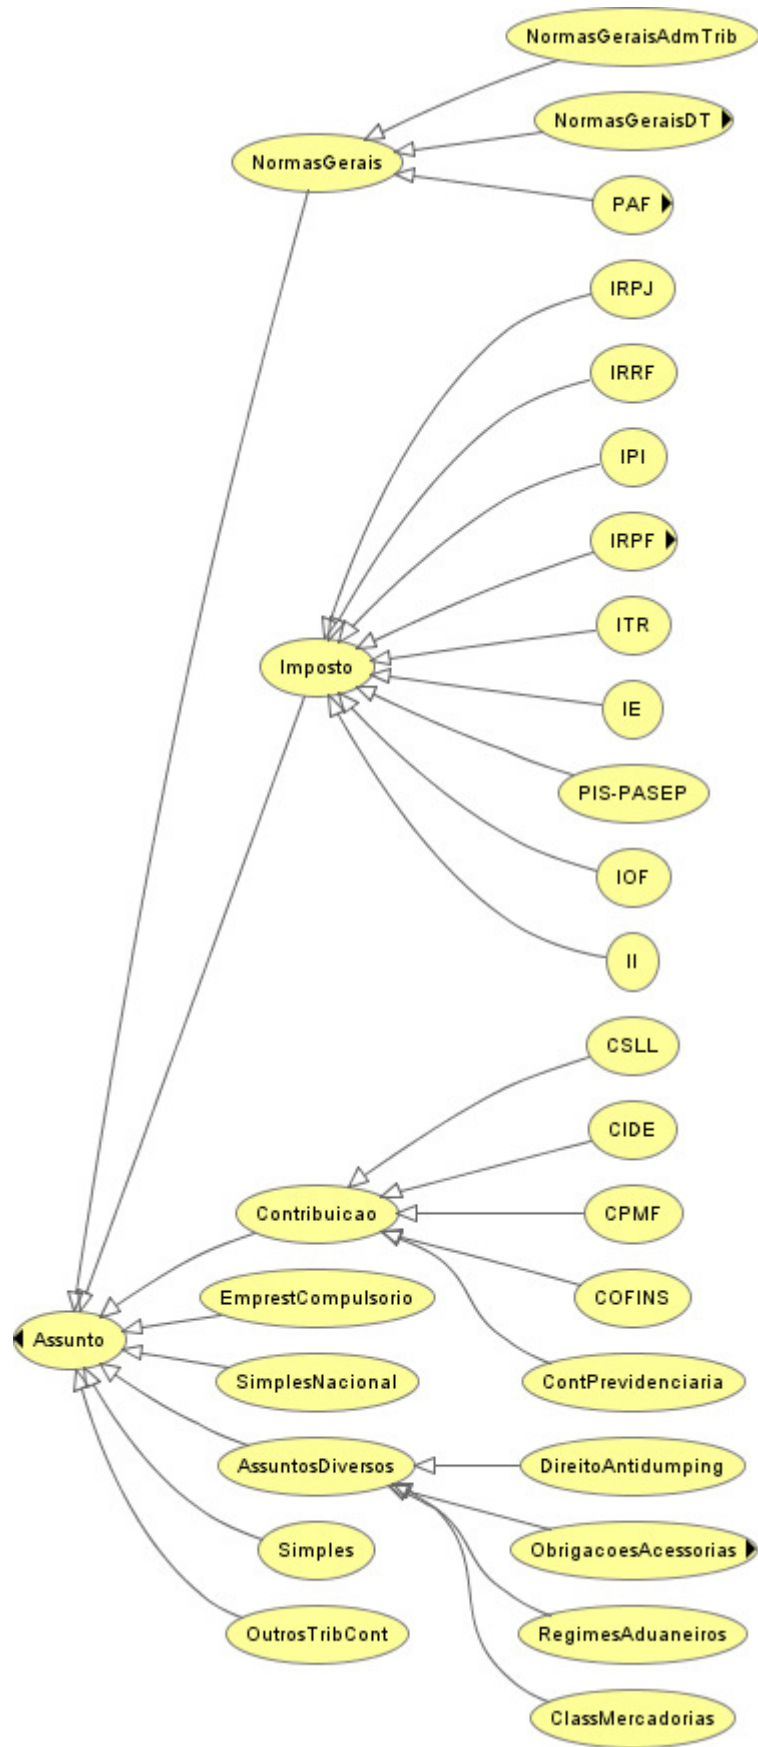 NormasGeraisAdmTrib
NormasGeraisDT
NormasGerais
PAF
IRPJ
IRRF
IPI
IRPF
ITR
Imposto
IE
PIS-PASEP
IOF
II
CSLL
CIDE
Contribuicao
CPMF
EmprestCompulsorio
COFINS
Assunto
SimplesNacional
ContPrevidenciaria
AssuntosDiversos
DireitoAntidumping
Simples
ObrigacoesAcessorias
OutrosTribCont
RegimesAduaneiros
ClassMercadorias